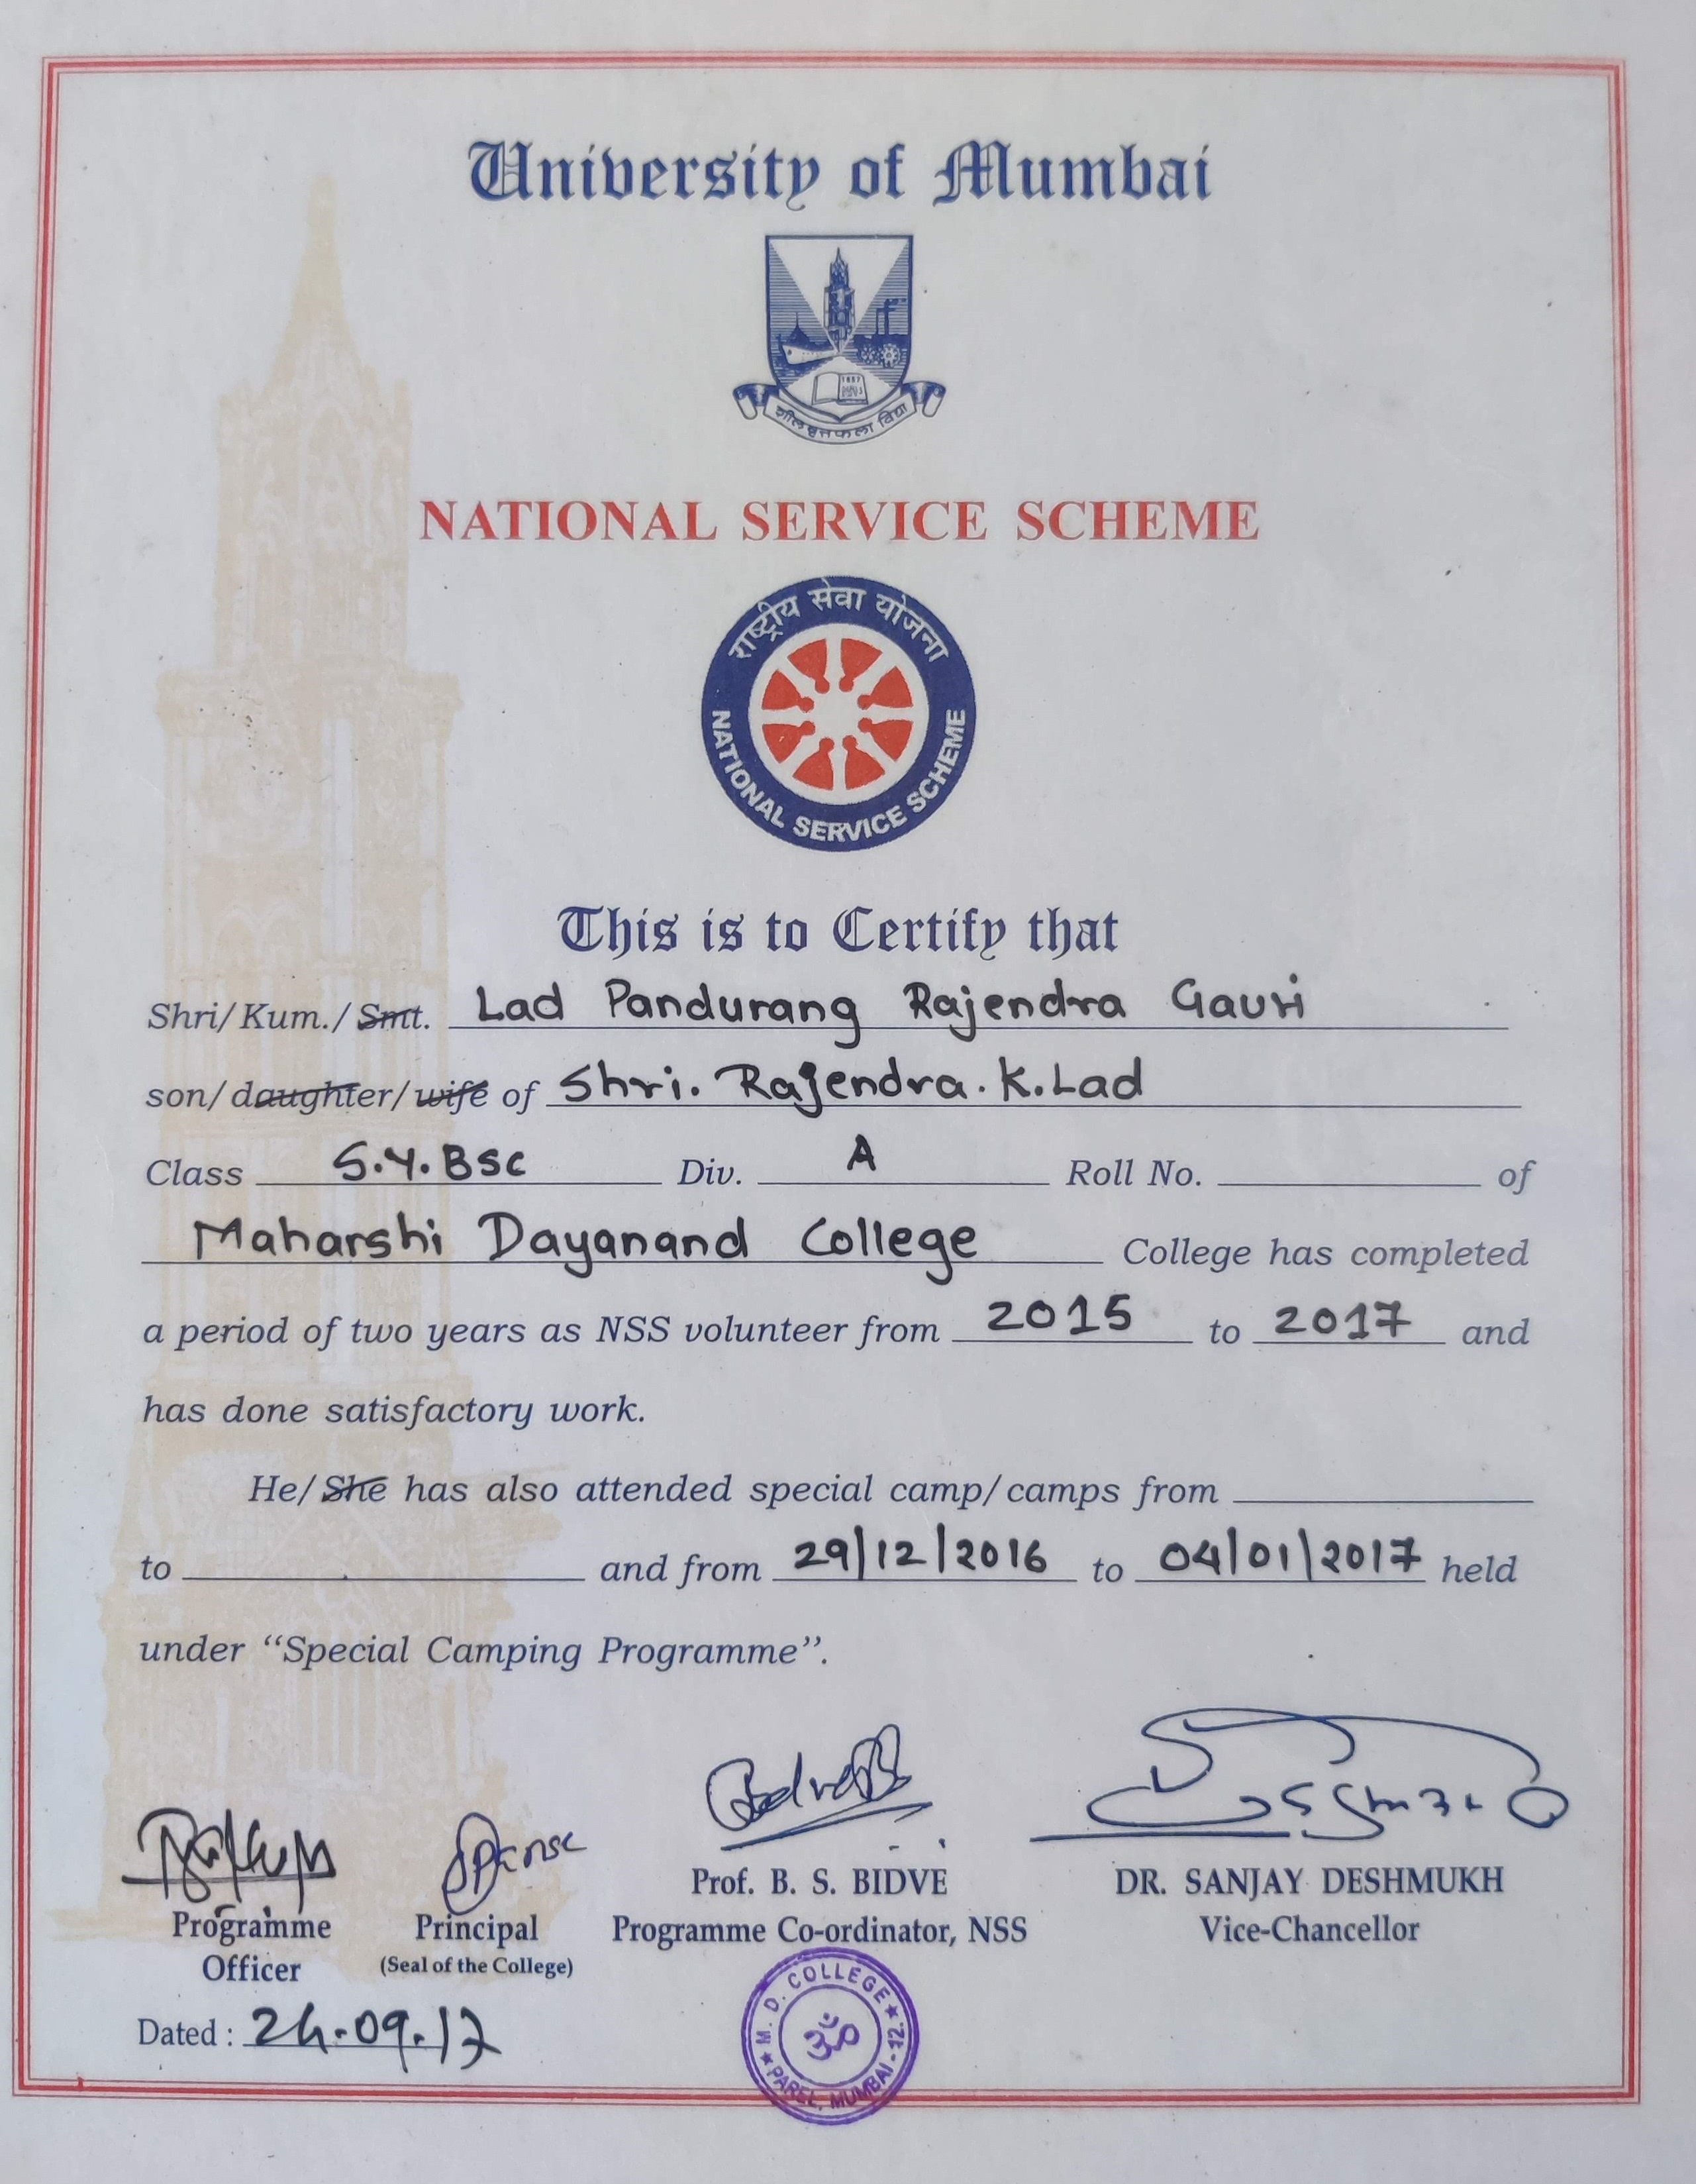 University of Mumbai
1857
शीलवृत्तफला विद्या
NATIONAL SERVICE SCHEME
राष्ट्रीय सेवा योजना
NATIONAL SERVICE SCHEME
This is to Certify that
Shri/Kum./Smt. Lad Pandurang Rajendra Gauri
son/daughter/wife of Shri. Rajendra. K. Lad
Class S.Y. BSC Div. A Roll No. of
Maharshi Dayanand College College has completed
a period of two years as NSS volunteer from 2015 to 2017 and
has done satisfactory work.
He/She has also attended special camp/camps from
to and from 29/12/2016 to 04/01/2017 held
under “Special Camping Programme”.
Prof. B. S. BIDVE DR. SANJAY DESHMUKH
Programme Principal Programme Co-ordinator, NSS Vice-Chancellor
Officer (Seal of the College)
Dated : 24.09.17
M. D. COLLEGE
PAREL, MUMBAI-12.
ॐ